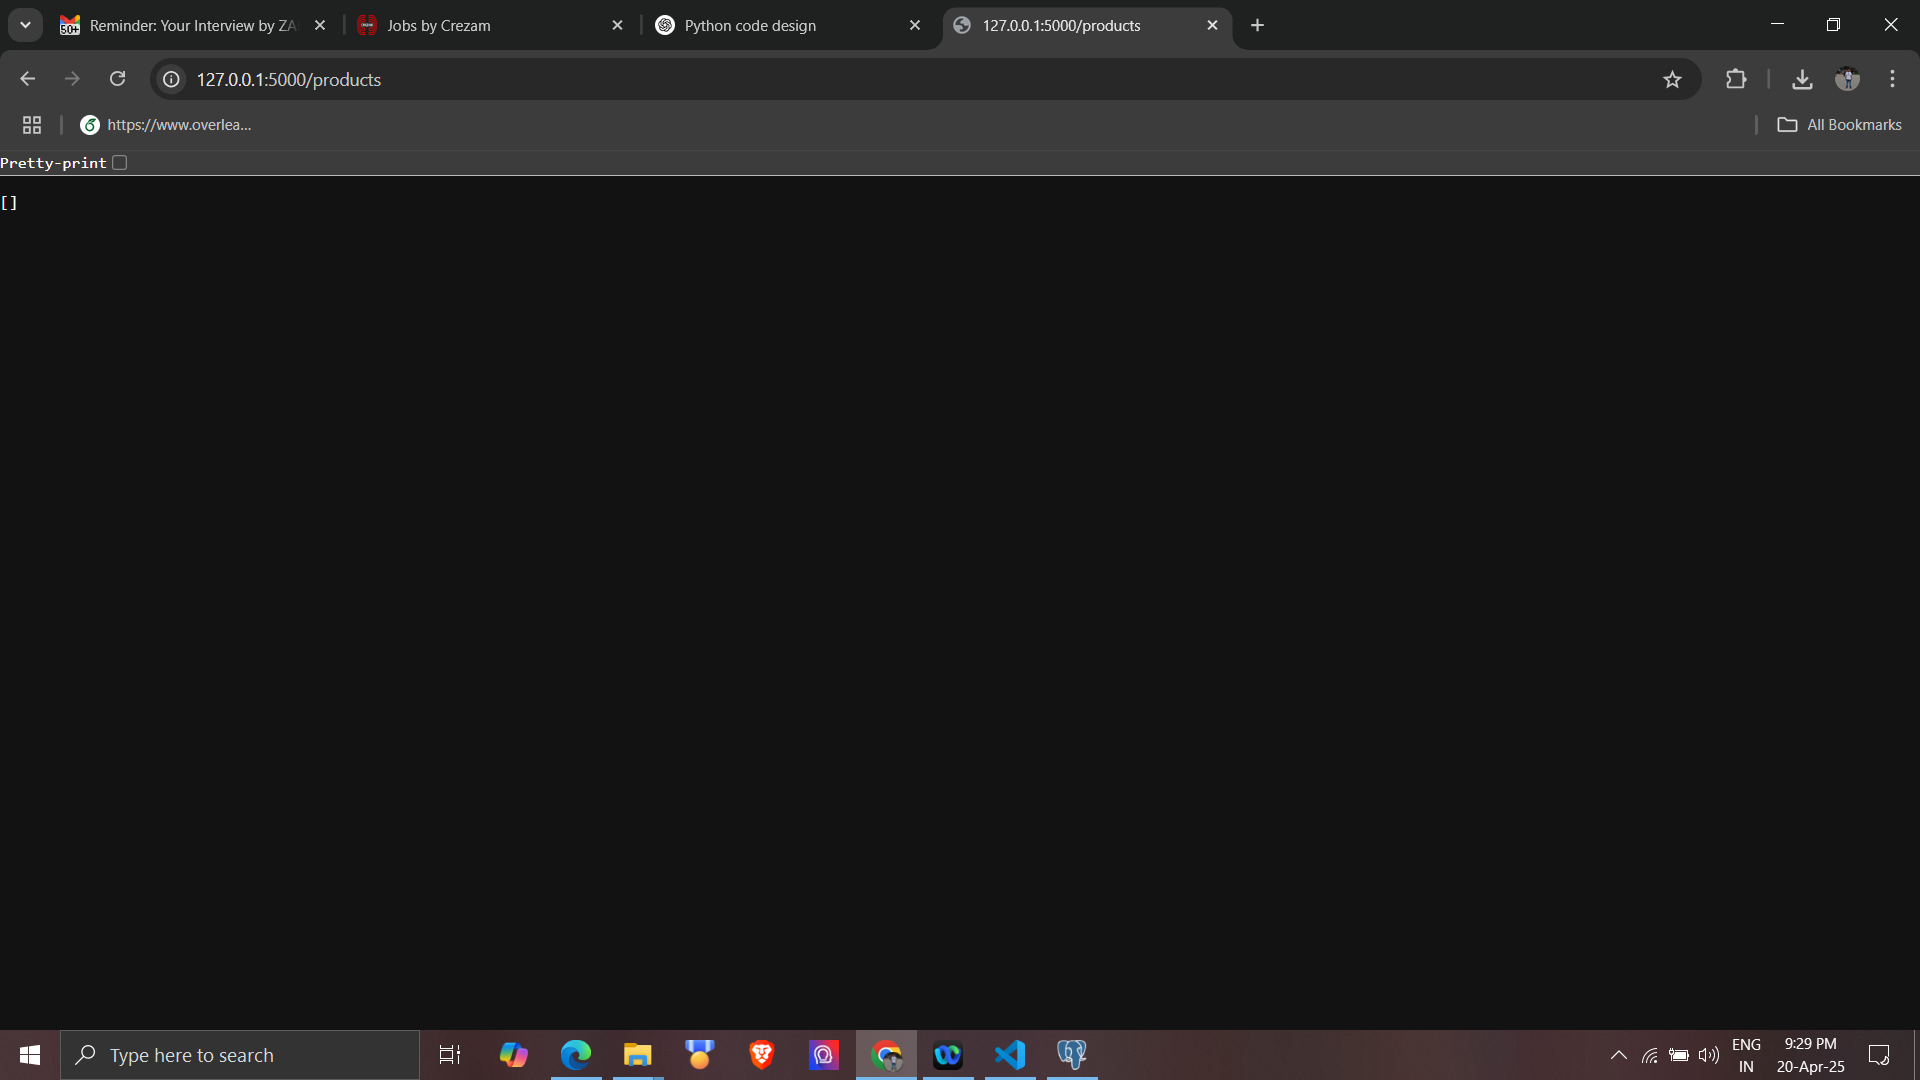 50+
Reminder: Your Interview by ZA
Jobs by Crezam
Python code design
127.0.0.1:5000/products
127.0.0.1:5000/products
https://www.overlea...
All Bookmarks
Pretty-print
[]
Type here to search
ENG
IN
9:29 PM
20-Apr-25